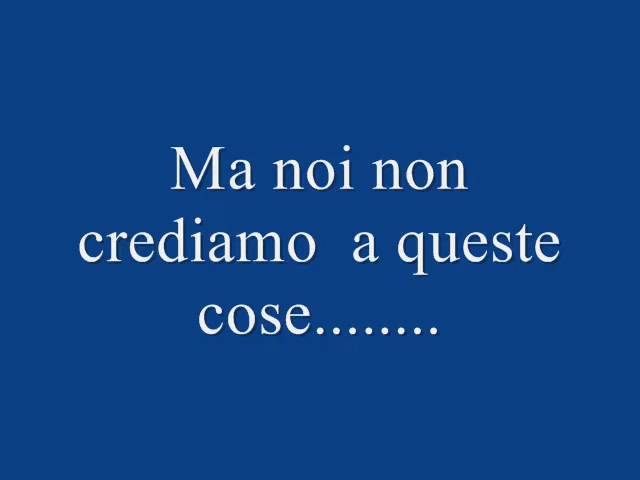 Ma noi non
crediamo  a queste
cose........